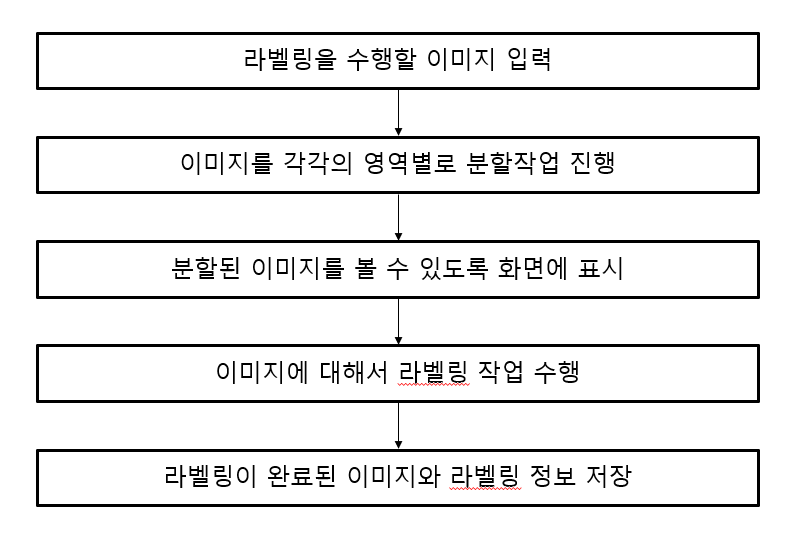 라벨링을 수행할 이미지 입력
이미지를 각각의 영역별로 분할작업 진행
분할된 이미지를 볼 수 있도록 화면에 표시
이미지에 대해서 라벨링 작업 수행
라벨링이 완료된 이미지와 라벨링 정보 저장